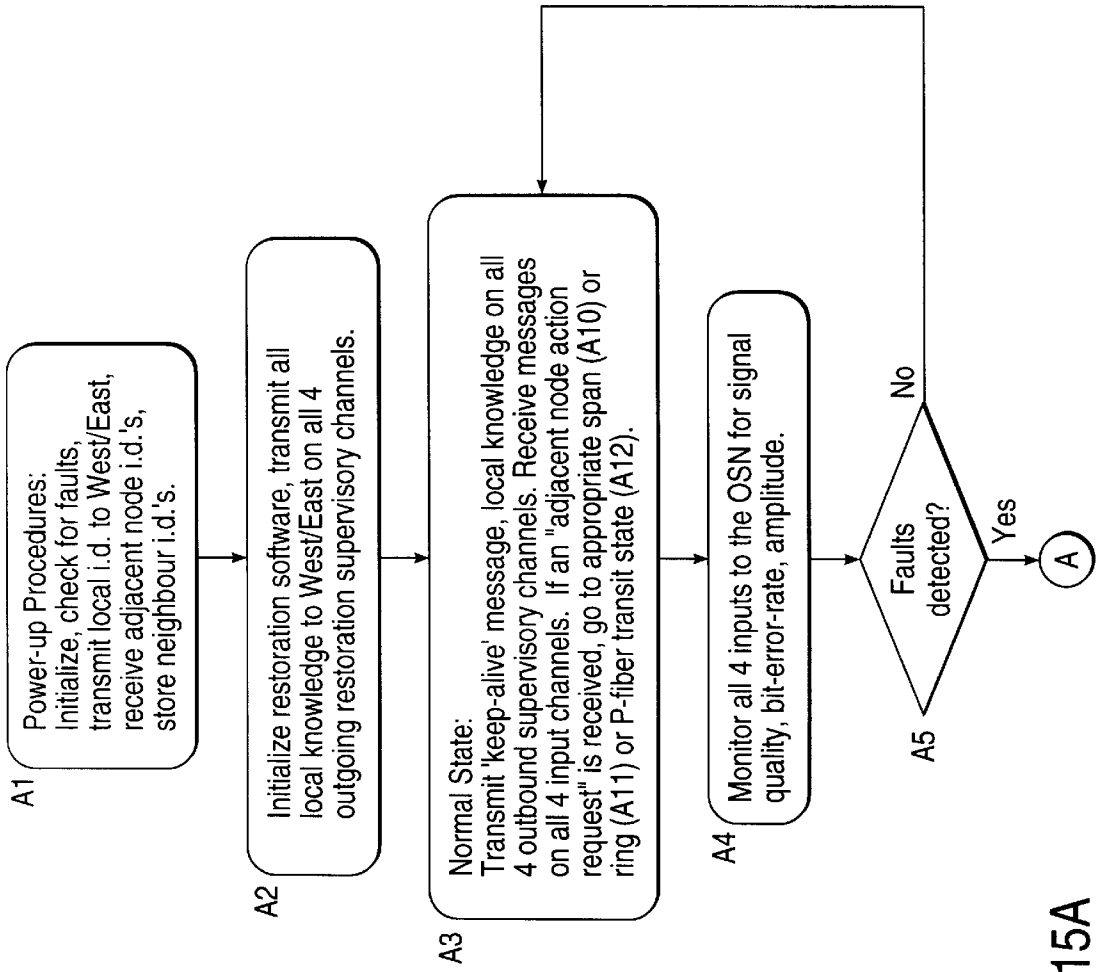 A1
Power-up Procedures:
Initialize, check for faults,
transmit local i.d. to West/East,
receive adjacent node i.d.'s,
store neighbour i.d.'s.
A2
Initialize restoration software, transmit all
local knowledge to West/East on all 4
outgoing restoration supervisory channels.
A3
Normal State:
Transmit 'keep-alive' message, local knowledge on all
4 outbound supervisory channels. Receive messages
on all 4 input channels. If an "adjacent node action
request" is received, go to appropriate span (A10) or
ring (A11) or P-fiber transit state (A12).
A4
Monitor all 4 inputs to the OSN for signal
quality, bit-error-rate, amplitude.
A5
Faults
detected?
No
Yes
A
15A